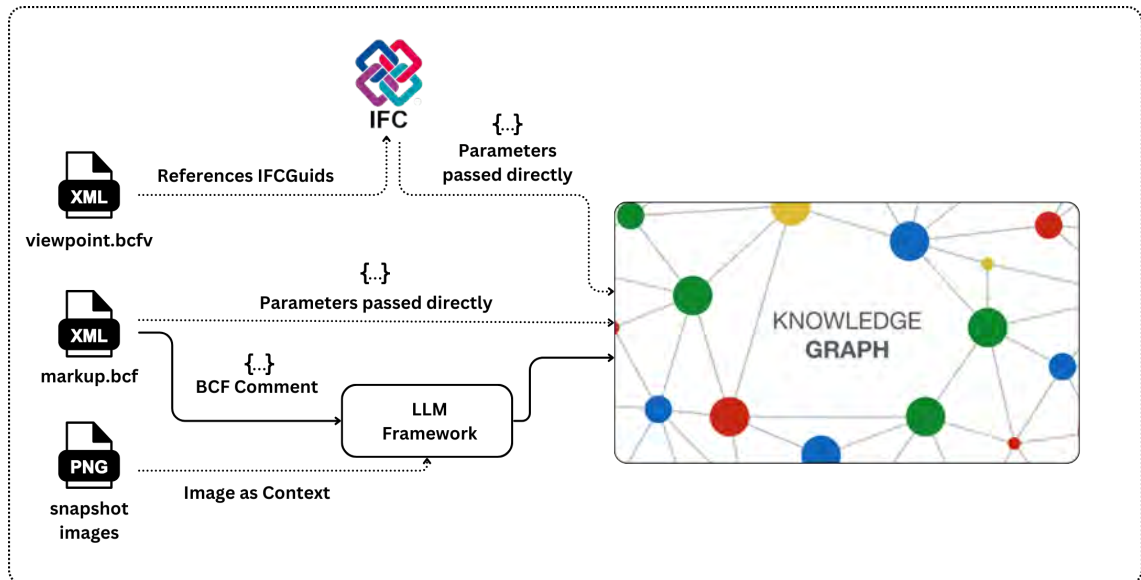 IFC
{...}
Parameters
passed directly
References IFCGuids
XML
viewpoint.bcfv
{...}
Parameters passed directly
XML
markup.bcf
{...}
BCF Comment
LLM
Framework
PNG
Image as Context
snapshot
images
KNOWLEDGE
GRAPH